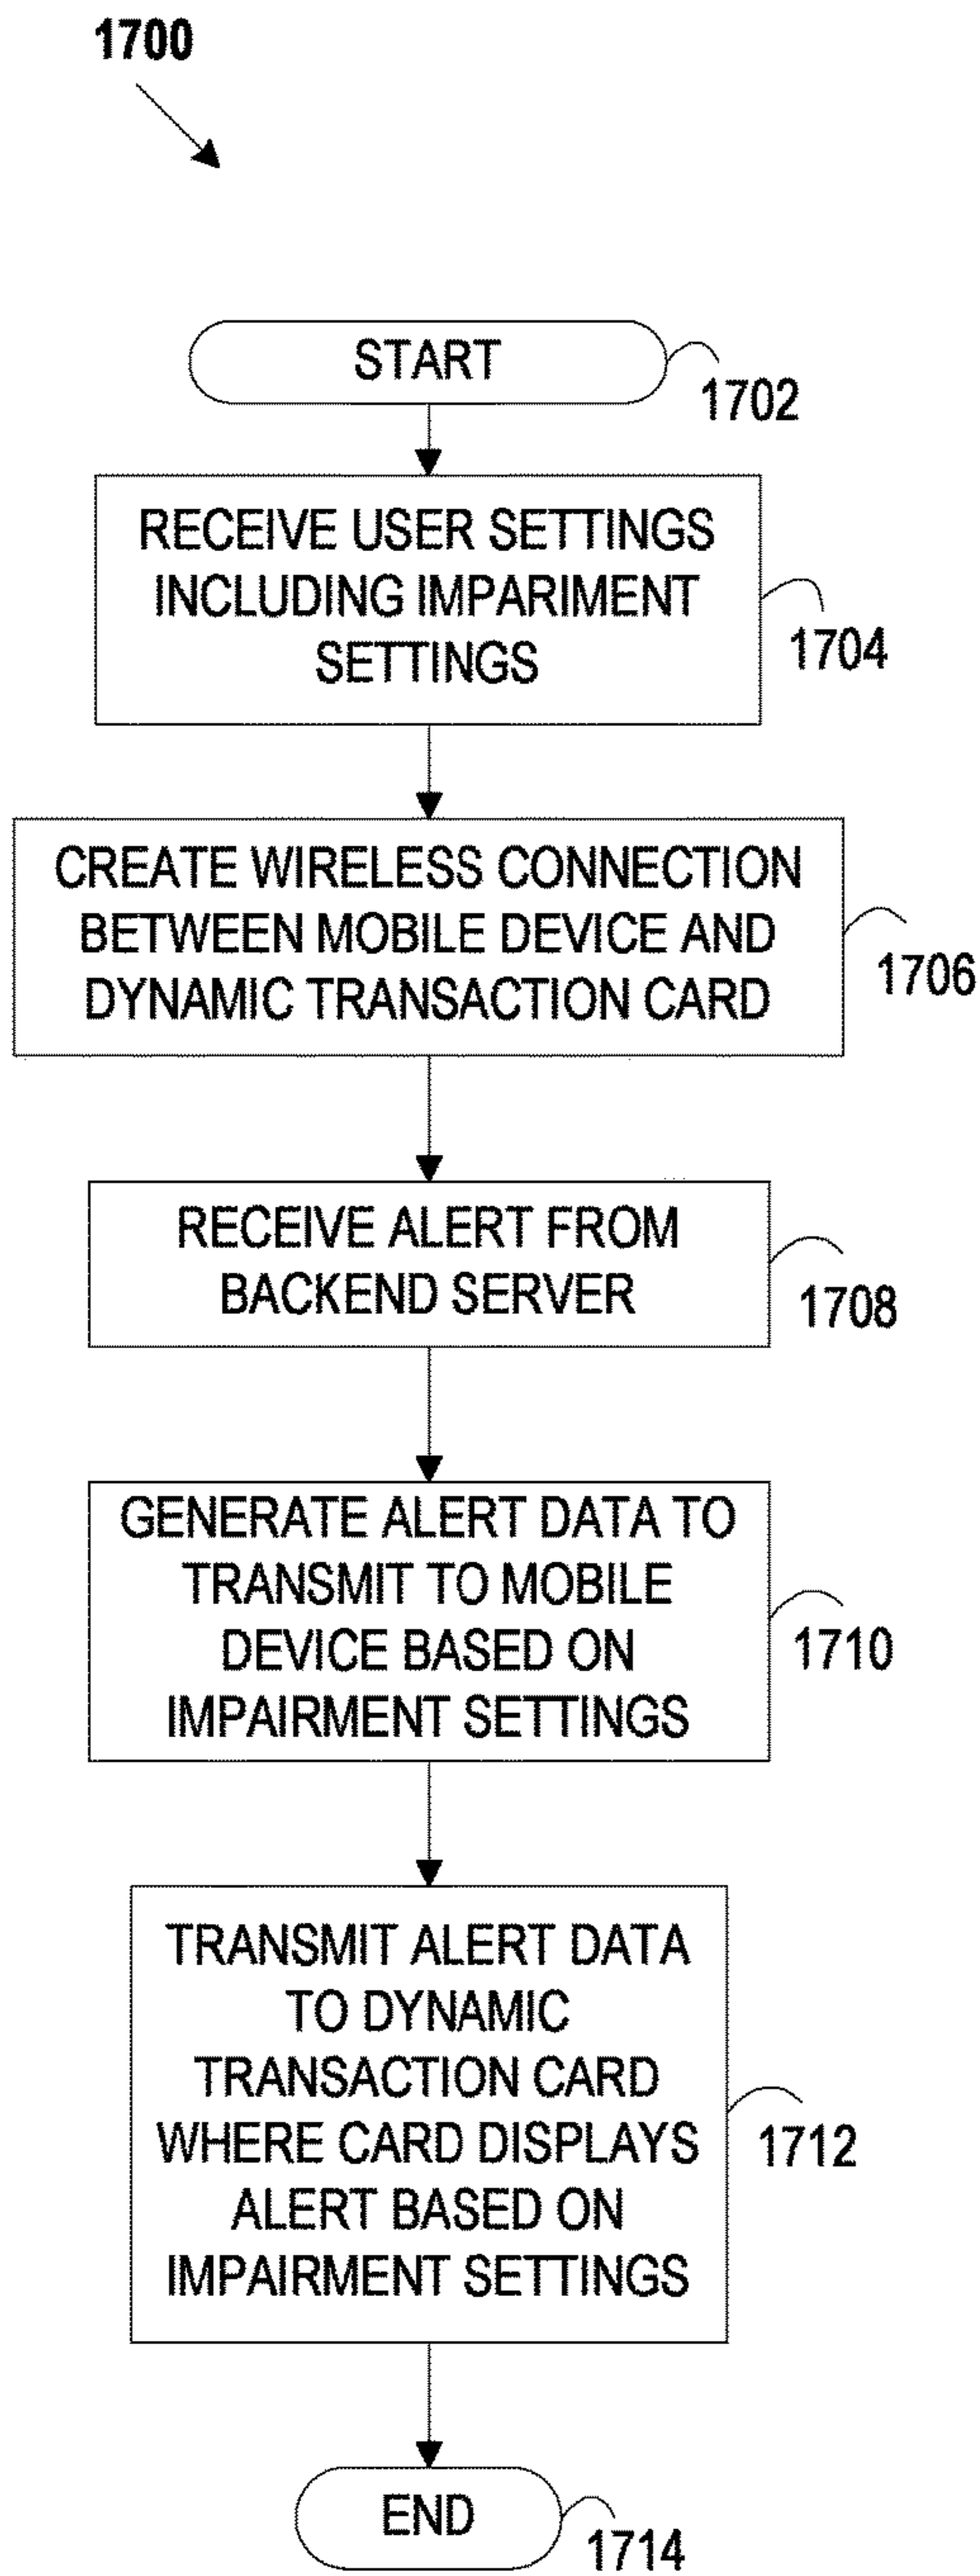 1700
START
1702
RECEIVE USER SETTINGS
INCLUDING IMPARIMENT
SETTINGS
1704
CREATE WIRELESS CONNECTION
BETWEEN MOBILE DEVICE AND
DYNAMIC TRANSACTION CARD
1706
RECEIVE ALERT FROM
BACKEND SERVER
1708
GENERATE ALERT DATA TO
TRANSMIT TO MOBILE
DEVICE BASED ON
IMPAIRMENT SETTINGS
1710
TRANSMIT ALERT DATA
TO DYNAMIC
TRANSACTION CARD
WHERE CARD DISPLAYS
ALERT BASED ON
IMPAIRMENT SETTINGS
1712
END
1714